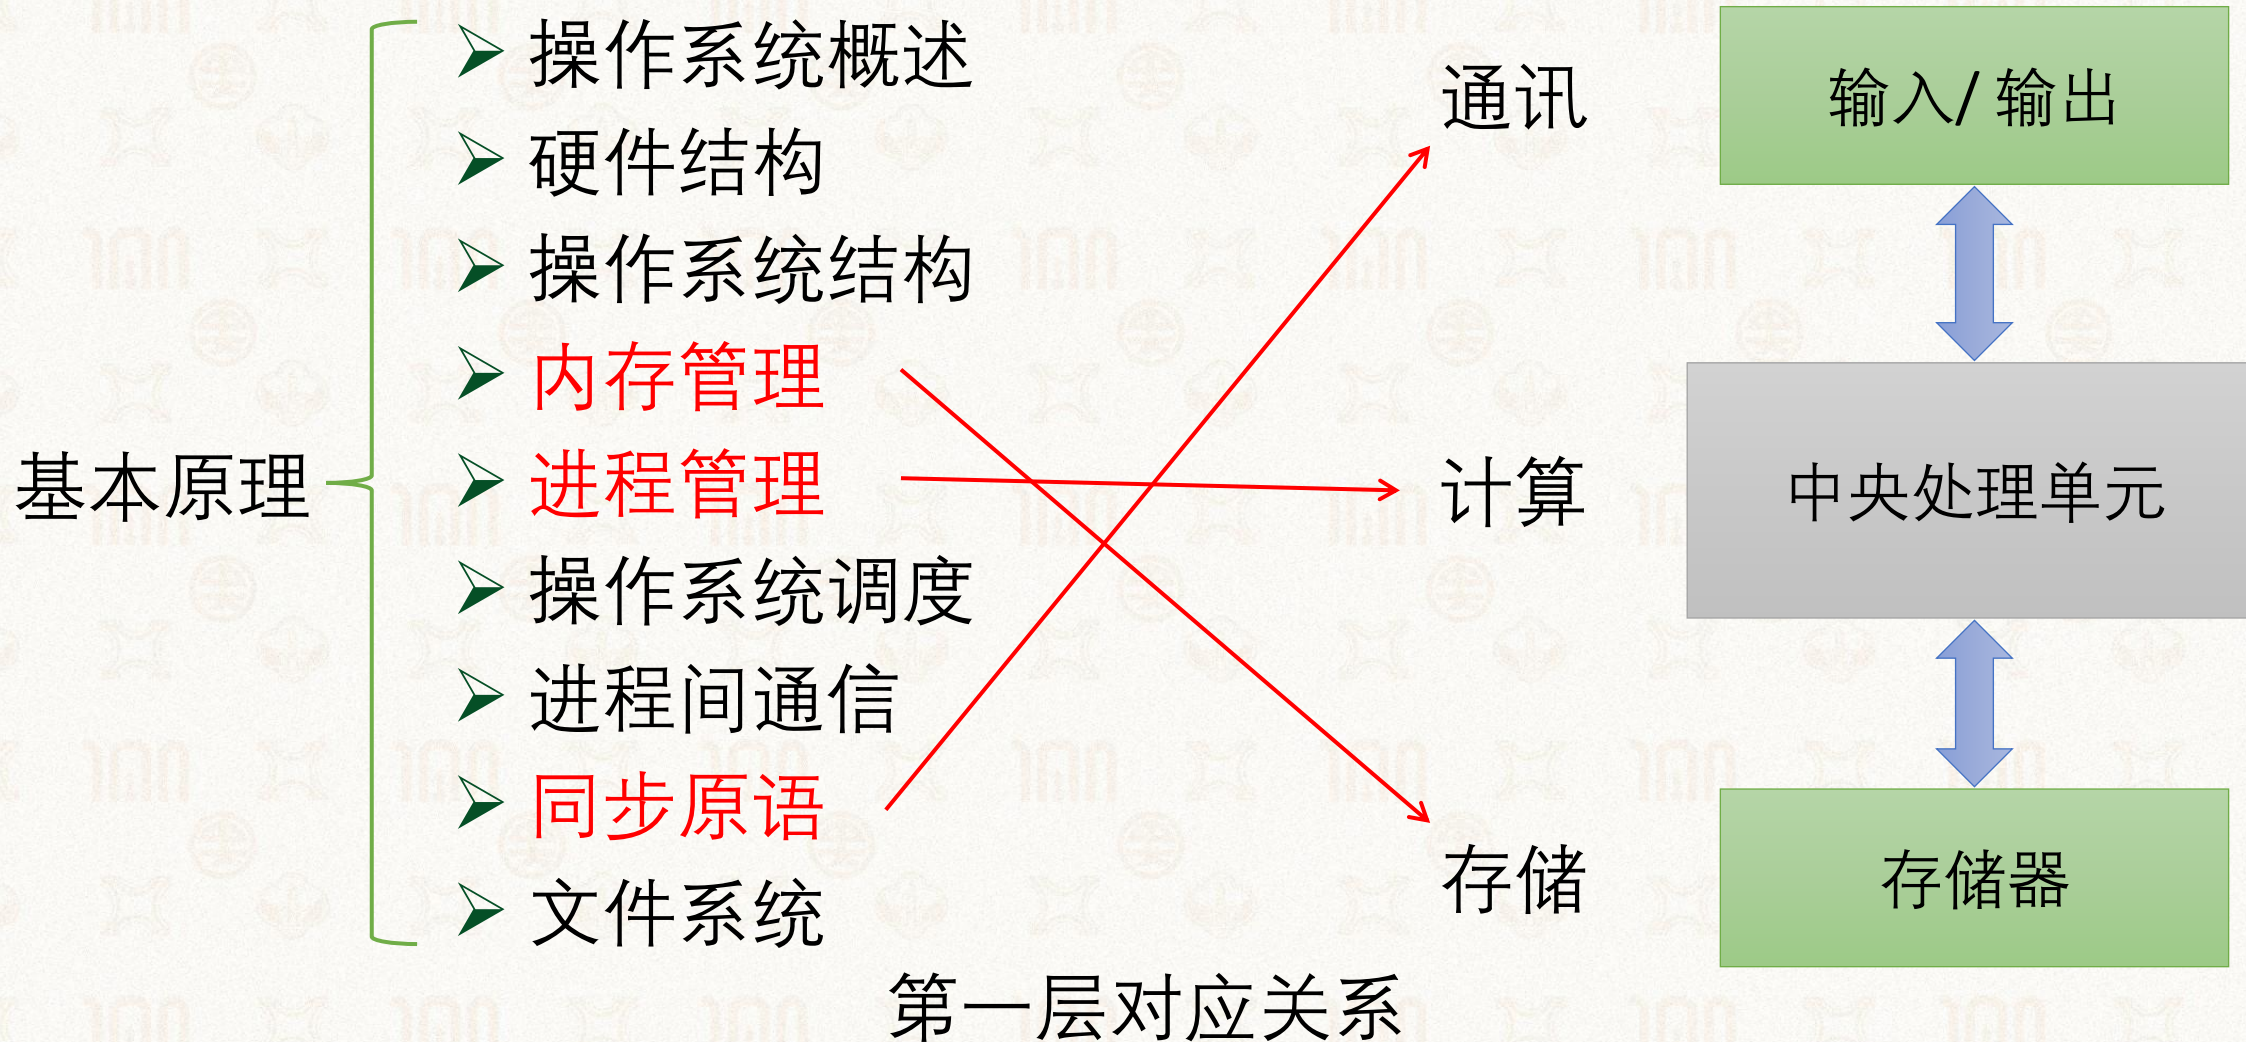 基本原理
操作系统概述
硬件结构
操作系统结构
内存管理
进程管理
操作系统调度
进程间通信
同步原语
文件系统
通讯
计算
存储
输入/ 输出
中央处理单元
存储器
第一层对应关系